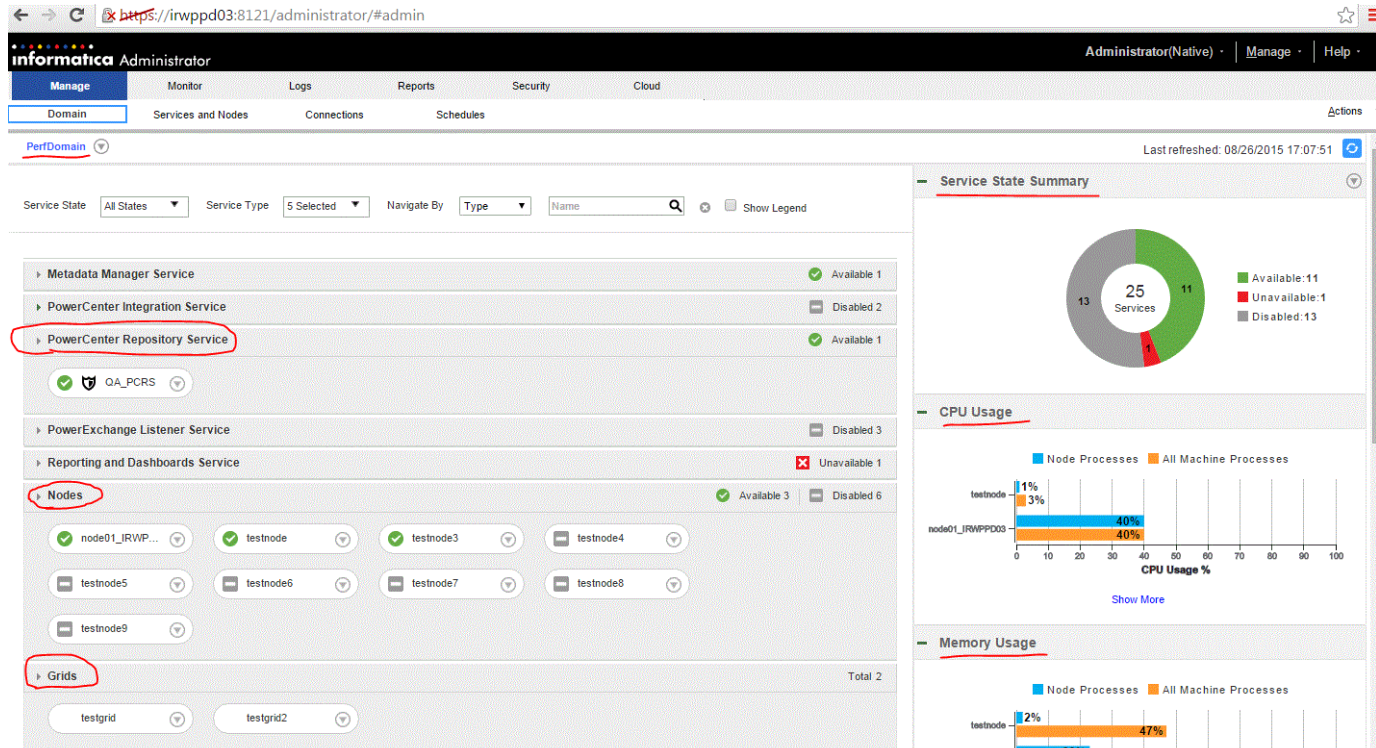 https://irwppd03:8121/administrator/#admin
informatica Administrator
Administrator(Native) Manage Help
Manage Monitor Logs Reports Security Cloud
Domain Services and Nodes Connections Schedules Actions
PerfDomain Last refreshed: 08/26/2015 17:07:51
Service State All States Service Type 5 Selected Navigate By Type Name Show Legend
Metadata Manager Service Available 1
PowerCenter Integration Service Disabled 2
PowerCenter Repository Service Available 1
QA_PCRS
PowerExchange Listener Service Disabled 3
Reporting and Dashboards Service Unavailable 1
Nodes Available 3 Disabled 6
node01_IRWP... testnode testnode3 testnode4
testnode5 testnode6 testnode7 testnode8
testnode9
Grids Total 2
testgrid testgrid2
Service State Summary
13 25 11
Services
1
Available:11
Unavailable:1
Disabled:13
CPU Usage
Node Processes All Machine Processes
testnode 1%
3%
node01_IRWPPD03 40%
40%
0 10 20 30 40 50 60 70 80 90 100
CPU Usage %
Show More
Memory Usage
Node Processes All Machine Processes
testnode 2%
47%